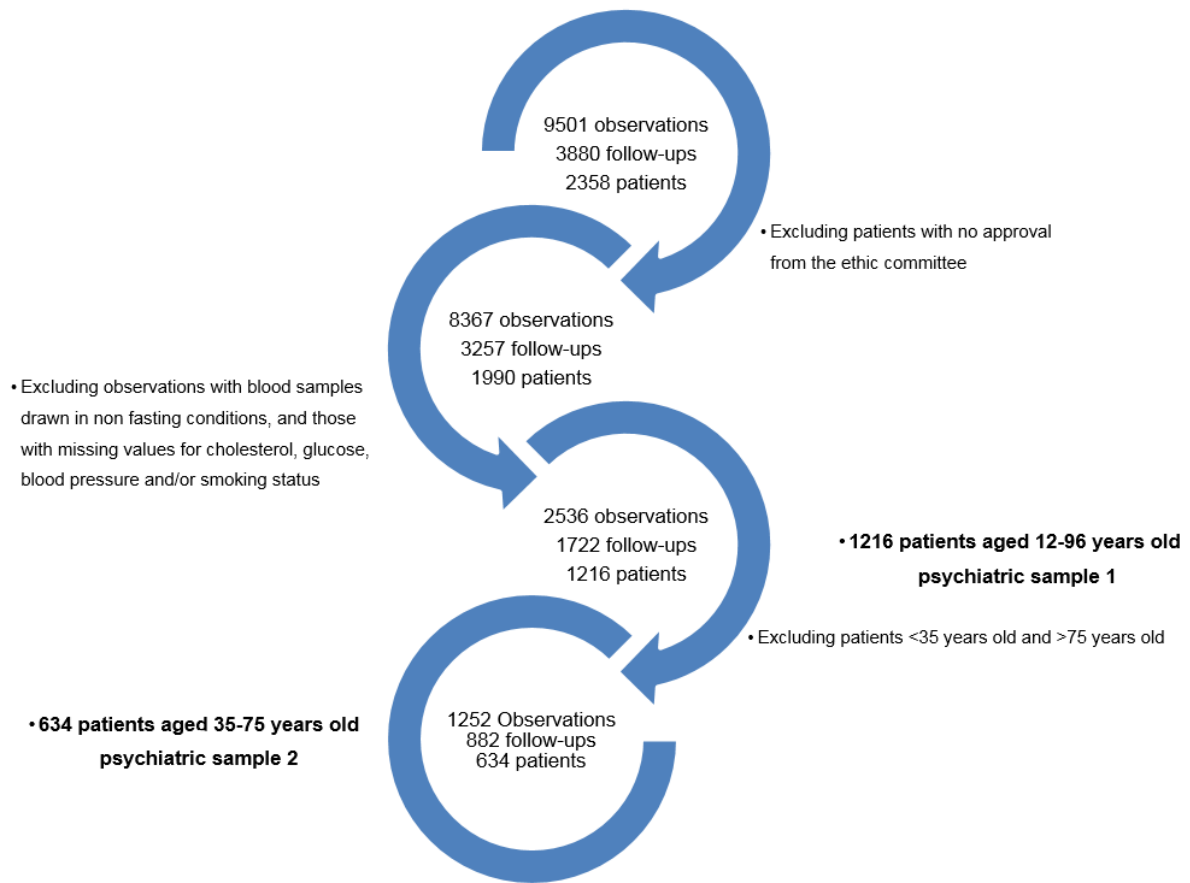 9501 observations
3880 follow-ups
2358 patients
• Excluding patients with no approval
from the ethic committee
8367 observations
3257 follow-ups
1990 patients
• Excluding observations with blood samples
drawn in non fasting conditions, and those
with missing values for cholesterol, glucose,
blood pressure and/or smoking status
2536 observations
1722 follow-ups
1216 patients
• 1216 patients aged 12-96 years old
psychiatric sample 1
• Excluding patients <35 years old and >75 years old
1252 Observations
882 follow-ups
634 patients
• 634 patients aged 35-75 years old
psychiatric sample 2